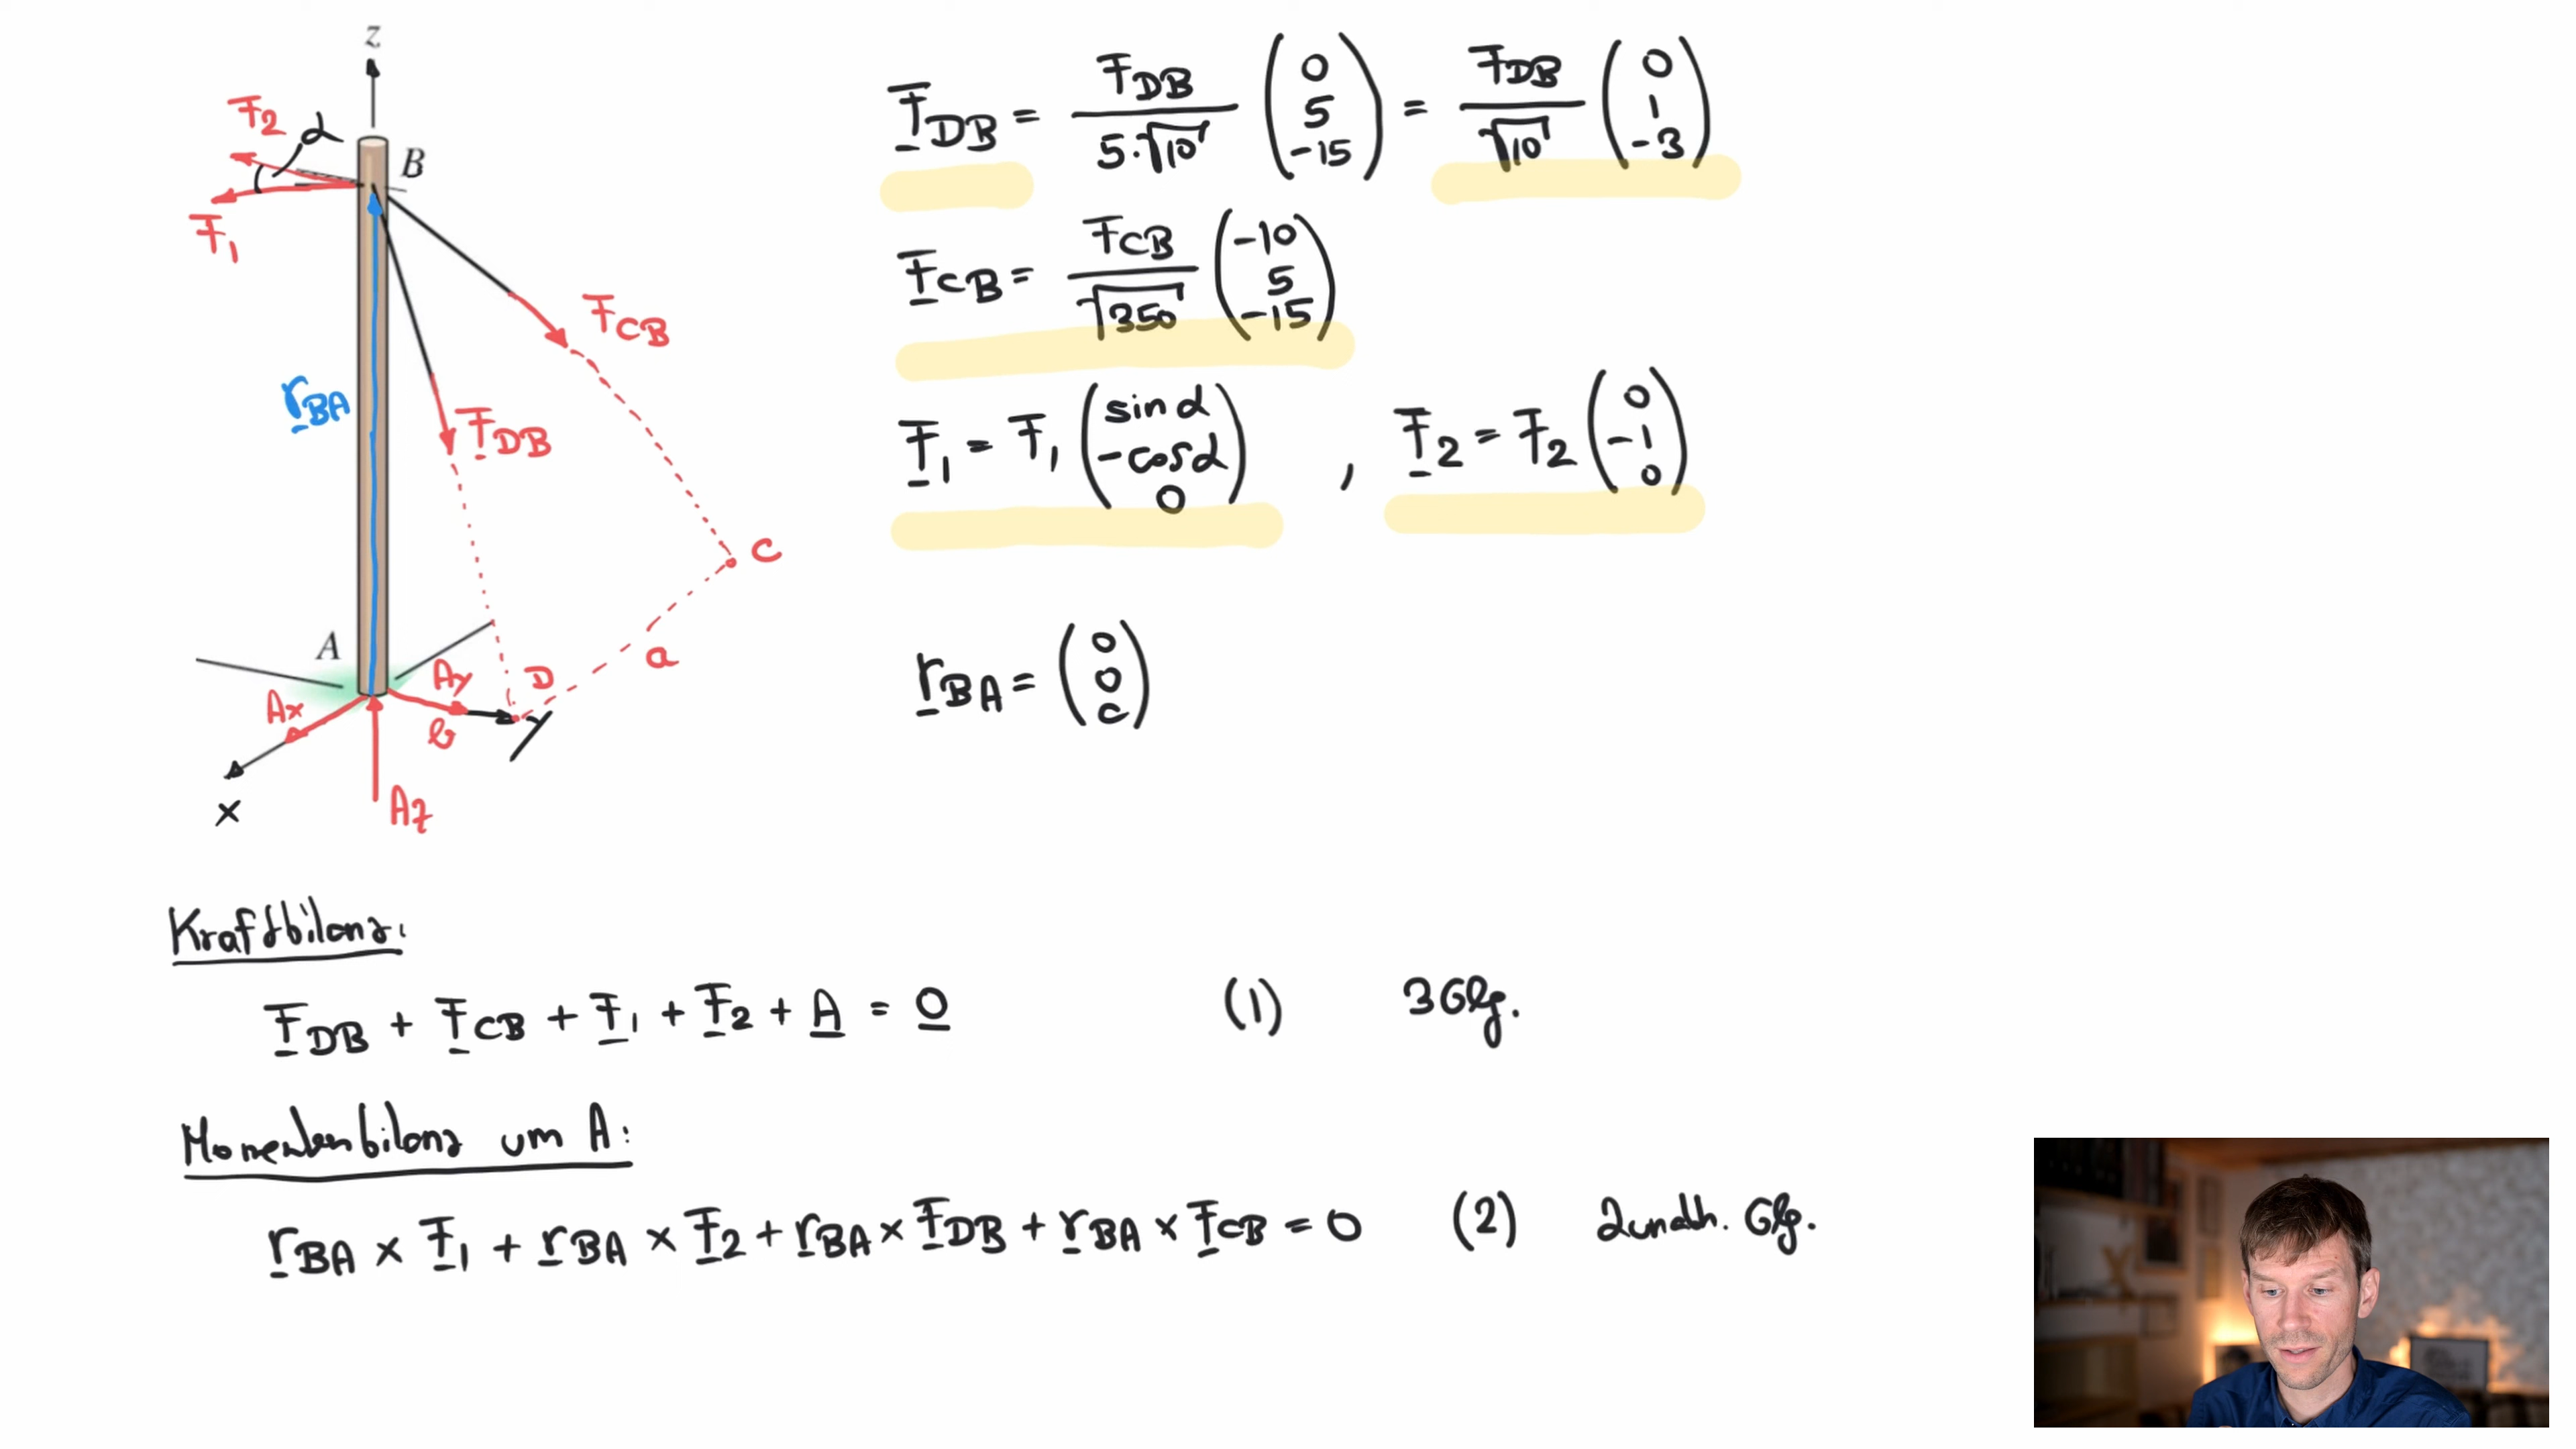 z
F2 α
B
F1
FCB
rBA
FDB
C
A
a
Ax Ay D
b y
x
Az
FDB = FDB / 5·√10 (0 5 -15) = FDB / √10 (0 1 -3)
FCB = FCB / √350 (-10 5 -15)
F1 = F1 (sin α -cos α 0) , F2 = F2 (0 -1 0)
rBA = (0 0 c)
Kraftbilanz:
FDB + FCB + F1 + F2 + A = 0 (1) 3 Glg.
Momentenbilanz um A:
rBA × F1 + rBA × F2 + rBA × FDB + rBA × FCB = 0 (2) 2 unabh. Glg.